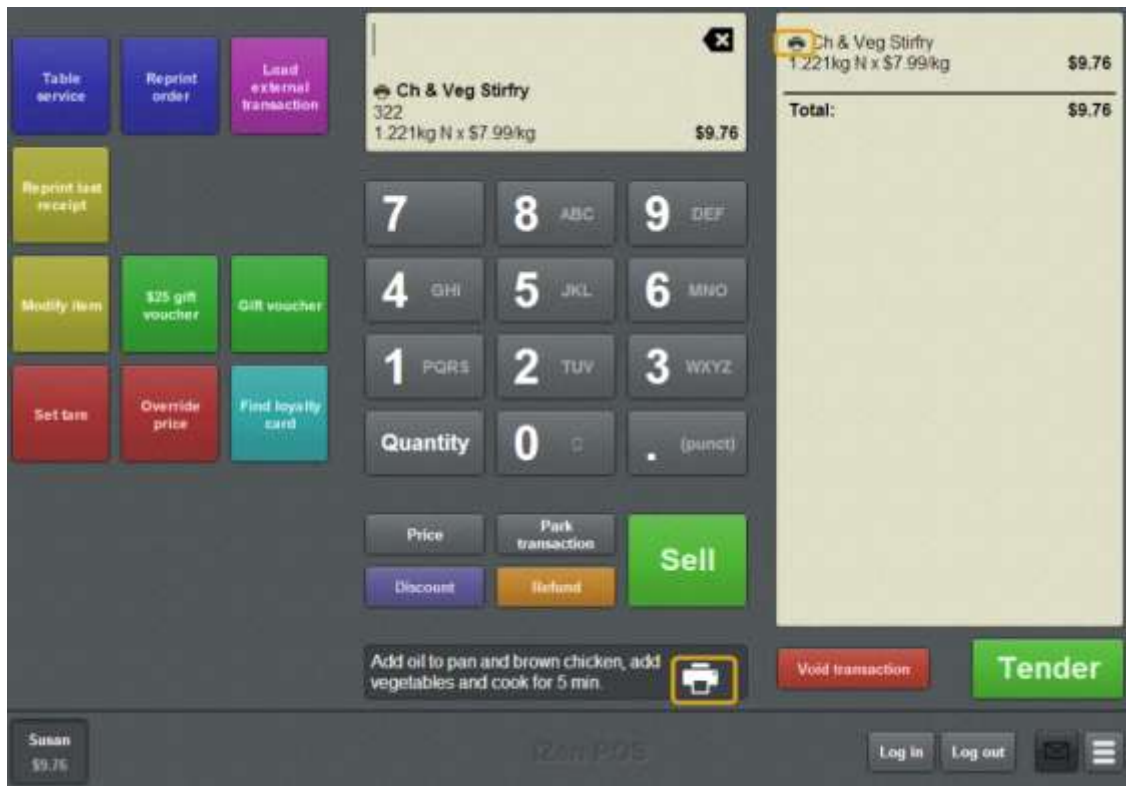 Table
service
Reprint
order
Load
external
transaction
Reprint last
receipt
Modify item
$25 gift
voucher
Gift voucher
Set tare
Override
price
Find loyalty
card
Ch & Veg Stirfry
322
1.221kg N x $7.99/kg $9.76
7
8 ABC
9 DEF
4 GHI
5 JKL
6 MNO
1 PQRS
2 TUV
3 WXYZ
Quantity
0
. (punct)
Price
Park
transaction
Discount
Refund
Sell
Add oil to pan and brown chicken, add
vegetables and cook for 5 min.
Ch & Veg Stirfry
1.221kg N x $7.99/kg $9.76
Total: $9.76
Void transaction
Tender
Susan
$9.76
Log in
Log out